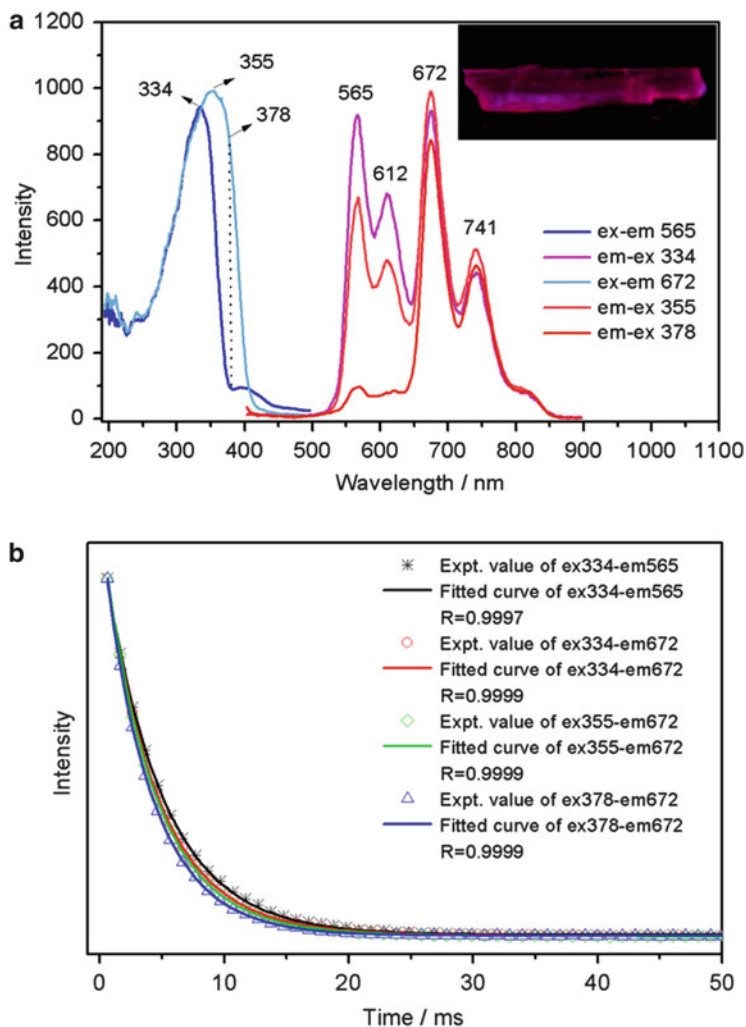 a
1200
1000
800
600
400
200
0
Intensity
334
355
378
565
612
672
741
ex-em 565
em-ex 334
ex-em 672
em-ex 355
em-ex 378
200 300 400 500 600 700 800 900 1000 1100
Wavelength / nm
b
Intensity
Expt. value of ex334-em565
Fitted curve of ex334-em565
R=0.9997
Expt. value of ex334-em672
Fitted curve of ex334-em672
R=0.9999
Expt. value of ex355-em672
Fitted curve of ex355-em672
R=0.9999
Expt. value of ex378-em672
Fitted curve of ex378-em672
R=0.9999
0 10 20 30 40 50
Time / ms